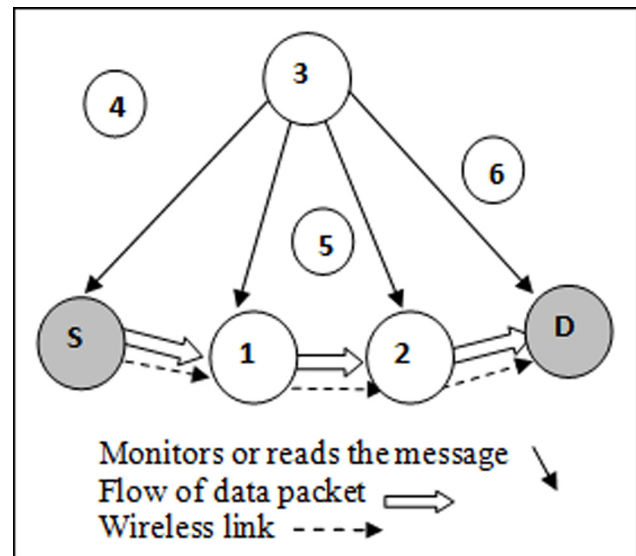 3
4
6
5
S
1
2
D
Monitors or reads the message
Flow of data packet
Wireless link